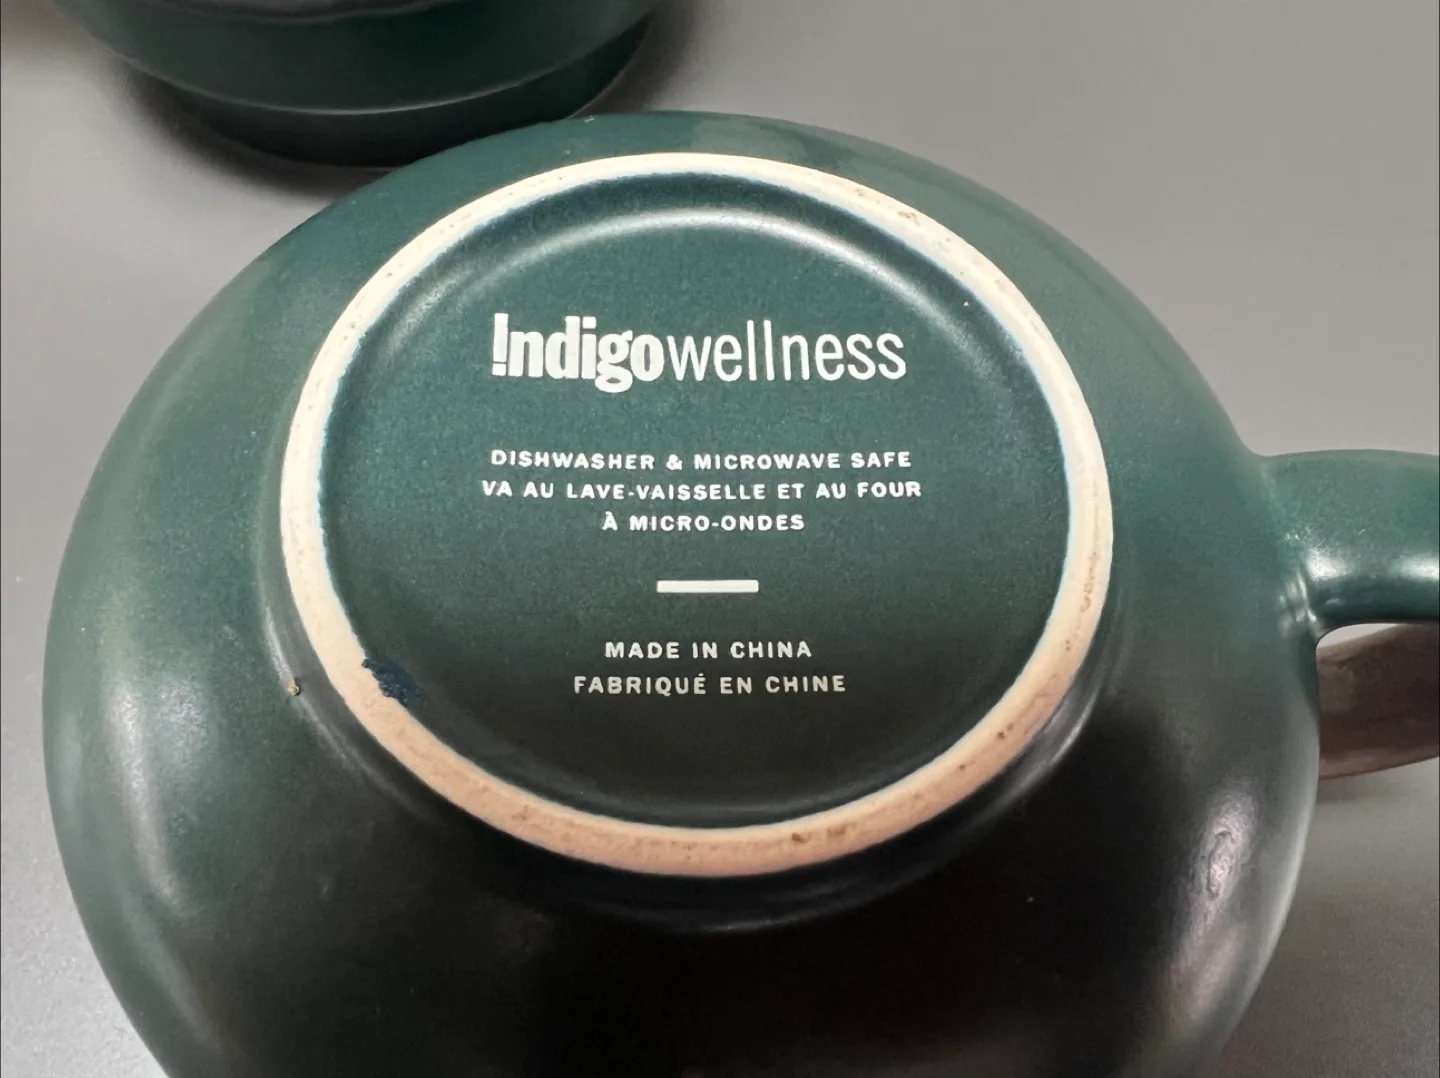 !ndigowellness
DISHWASHER & MICROWAVE SAFE
VA AU LAVE-VAISSELLE ET AU FOUR
À MICRO-ONDES
MADE IN CHINA
FABRIQUÉ EN CHINE